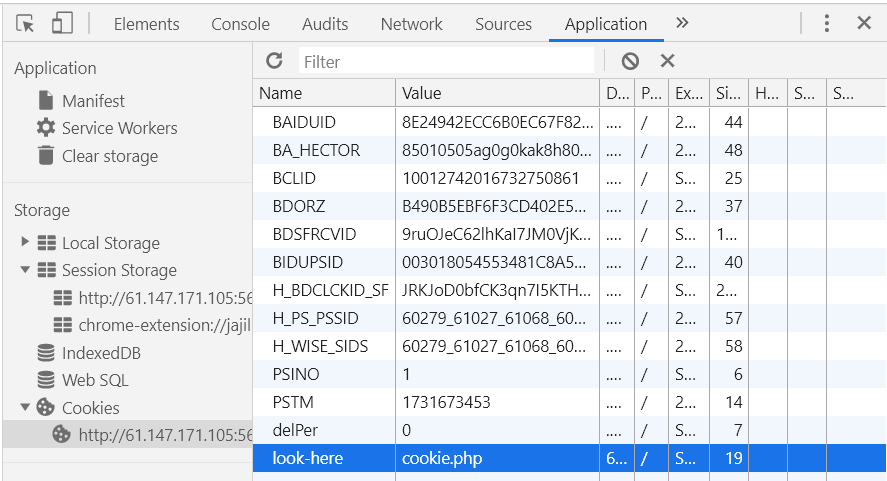 Elements Console Audits Network Sources Application »
Application
Manifest
Service Workers
Clear storage
Storage
Local Storage
Session Storage
http://61.147.171.105:56
chrome-extension://jajil
IndexedDB
Web SQL
Cookies
http://61.147.171.105:56
Filter
Name Value D... P... Ex... Si... H... S... S...
BAIDUID 8E24942ECC6B0EC67F82... .... / 2... 44
BA_HECTOR 85010505ag0g0kak8h80... .... / 2... 48
BCLID 10012742016732750861 .... / S... 25
BDORZ B490B5EBF6F3CD402E5... .... / 2... 37
BDSFRCVID 9ruOJeC62lhKaI7JM0VjK... .... / S... 1...
BIDUPSID 003018054553481C8A5... .... / 2... 40
H_BDCLCKID_SF JRKJoD0bfCK3qn7I5KTH... .... / S... 2...
H_PS_PSSID 60279_61027_61068_60... .... / 2... 57
H_WISE_SIDS 60279_61027_61068_60... .... / 2... 58
PSINO 1 .... / S... 6
PSTM 1731673453 .... / 2... 14
delPer 0 .... / S... 7
look-here cookie.php 6... / S... 19